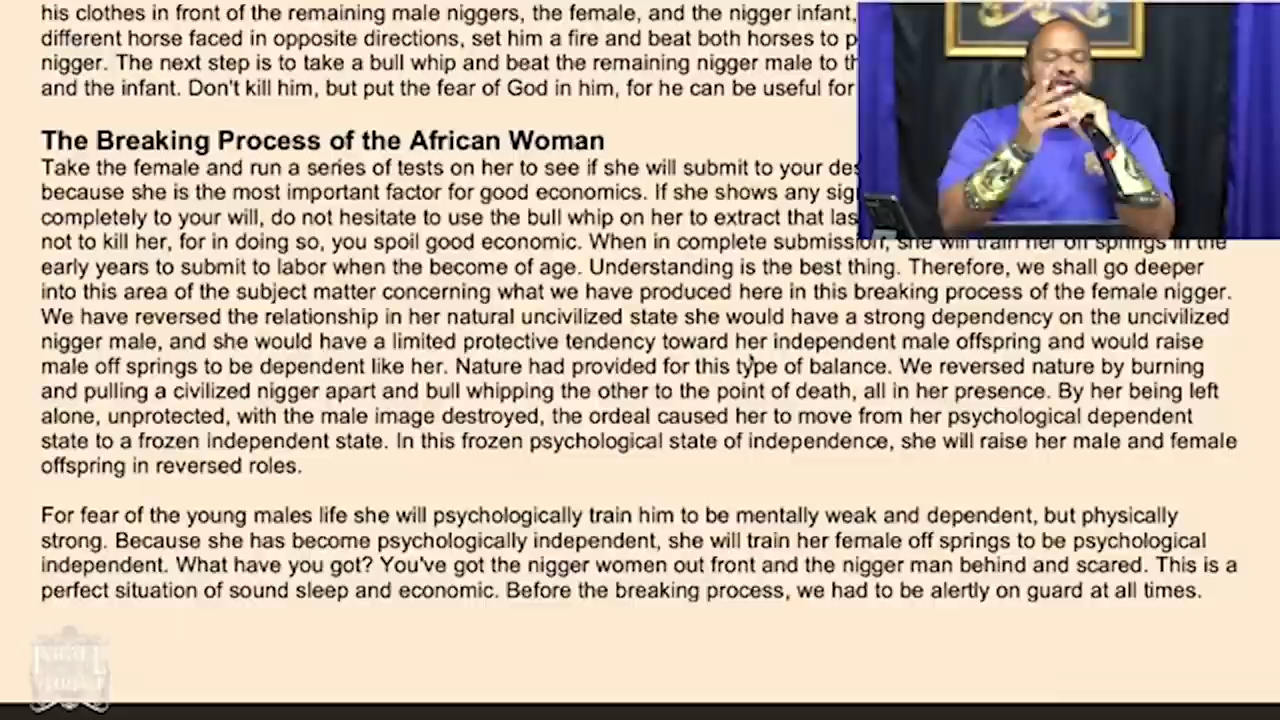 his clothes in front of the remaining male niggers, the female, and the nigger infant,
different horse faced in opposite directions, set him a fire and beat both horses to p
nigger. The next step is to take a bull whip and beat the remaining nigger male to th
and the infant. Don't kill him, but put the fear of God in him, for he can be useful for
The Breaking Process of the African Woman
Take the female and run a series of tests on her to see if she will submit to your des
because she is the most important factor for good economics. If she shows any sig
completely to your will, do not hesitate to use the bull whip on her to extract that las
not to kill her, for in doing so, you spoil good economic. When in complete submission, she will train her off springs in the
early years to submit to labor when the become of age. Understanding is the best thing. Therefore, we shall go deeper
into this area of the subject matter concerning what we have produced here in this breaking process of the female nigger.
We have reversed the relationship in her natural uncivilized state she would have a strong dependency on the uncivilized
nigger male, and she would have a limited protective tendency toward her independent male offspring and would raise
male off springs to be dependent like her. Nature had provided for this type of balance. We reversed nature by burning
and pulling a civilized nigger apart and bull whipping the other to the point of death, all in her presence. By her being left
alone, unprotected, with the male image destroyed, the ordeal caused her to move from her psychological dependent
state to a frozen independent state. In this frozen psychological state of independence, she will raise her male and female
offspring in reversed roles.
For fear of the young males life she will psychologically train him to be mentally weak and dependent, but physically
strong. Because she has become psychologically independent, she will train her female off springs to be psychological
independent. What have you got? You've got the nigger women out front and the nigger man behind and scared. This is a
perfect situation of sound sleep and economic. Before the breaking process, we had to be alertly on guard at all times.